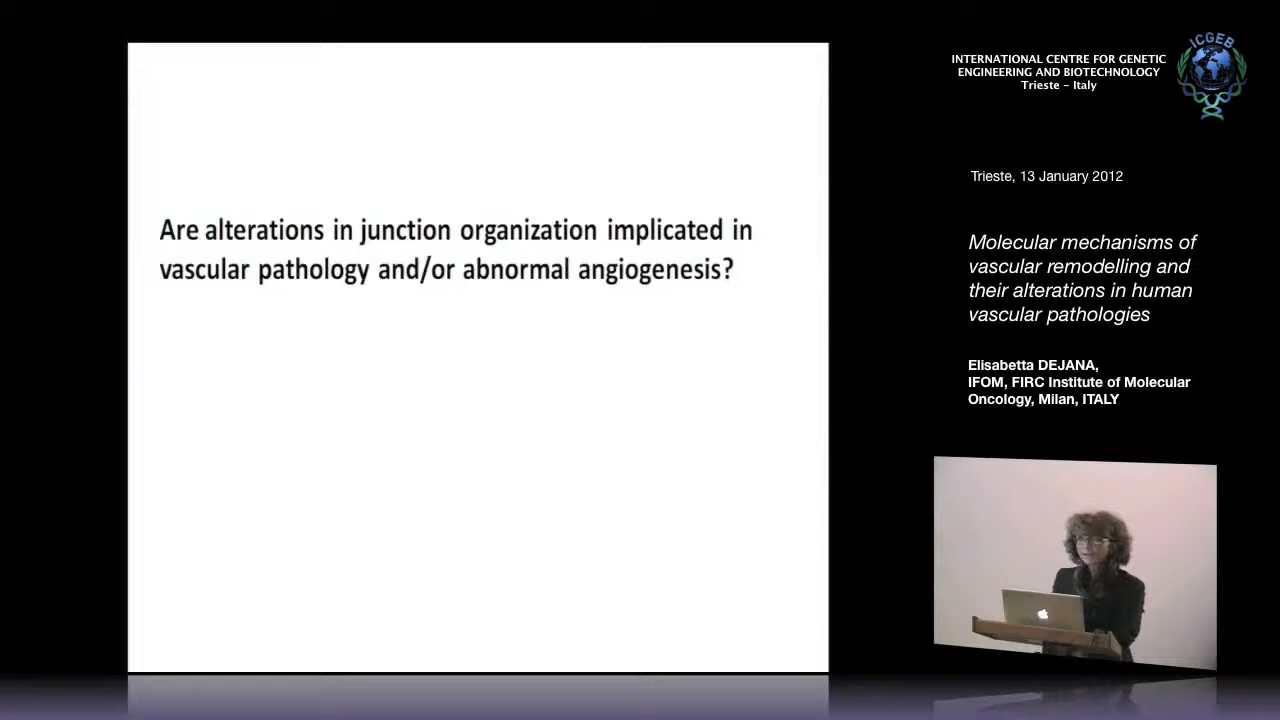 Are alterations in junction organization implicated in
vascular pathology and/or abnormal angiogenesis?
ICGEB
INTERNATIONAL CENTRE FOR GENETIC
ENGINEERING AND BIOTECHNOLOGY
Trieste - Italy
Trieste, 13 January 2012
Molecular mechanisms of
vascular remodelling and
their alterations in human
vascular pathologies
Elisabetta DEJANA,
IFOM, FIRC Institute of Molecular
Oncology, Milan, ITALY